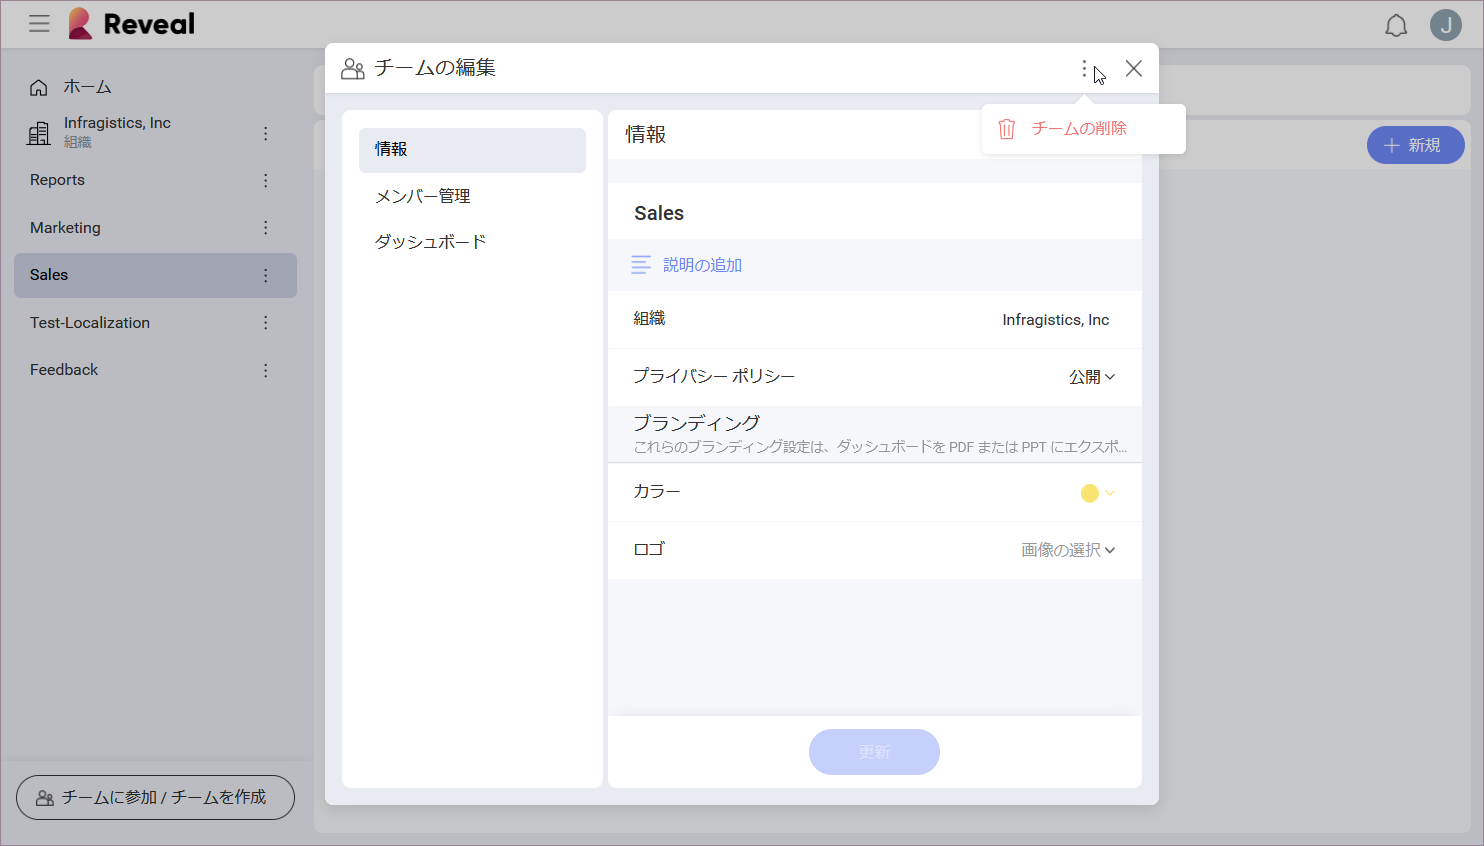 Reveal
J
ホーム
Infragistics, Inc
組織
Reports
Marketing
Sales
Test-Localization
Feedback
チームに参加 / チームを作成
チームの編集
チームの削除
新規
情報
メンバー管理
ダッシュボード
情報
Sales
説明の追加
組織
Infragistics, Inc
プライバシー ポリシー
公開
ブランディング
これらのブランディング設定は、ダッシュボードを PDF または PPT にエクスポ...
カラー
ロゴ
画像の選択
更新